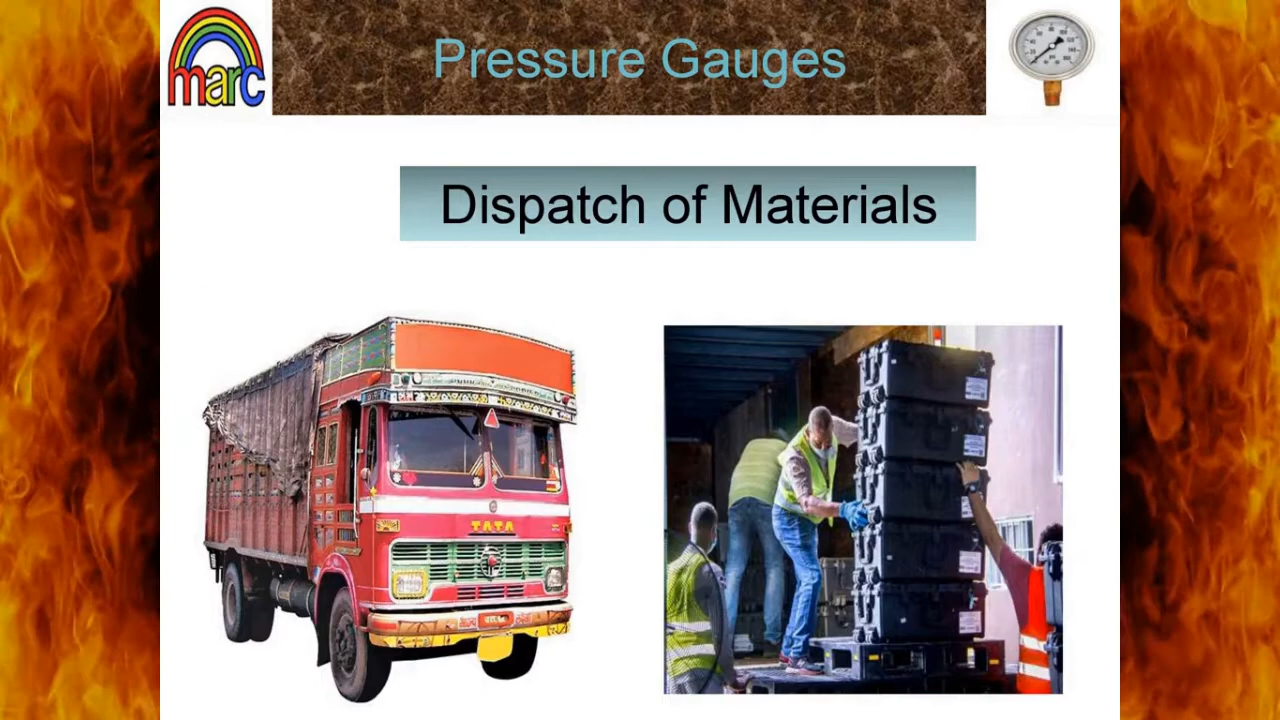 marc
Pressure Gauges
Dispatch of Materials
TATA